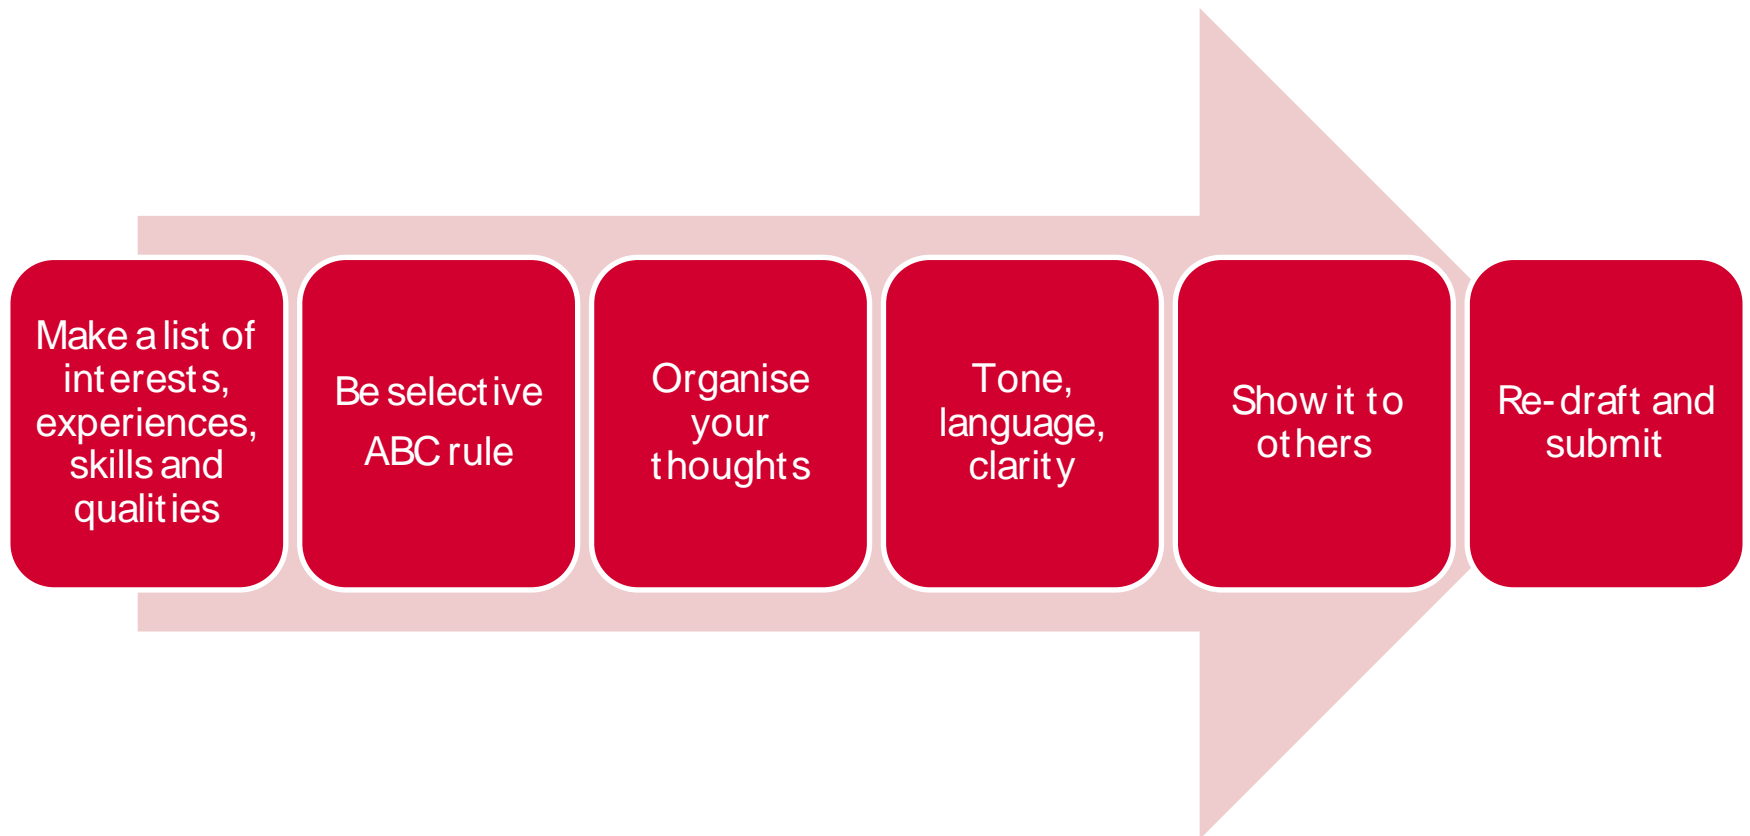 Make a list of
interests,
experiences,
skills and
qualities
Be selective
ABC rule
Organise
your
thoughts
Tone,
language,
clarity
Show it to
others
Re-draft and
submit